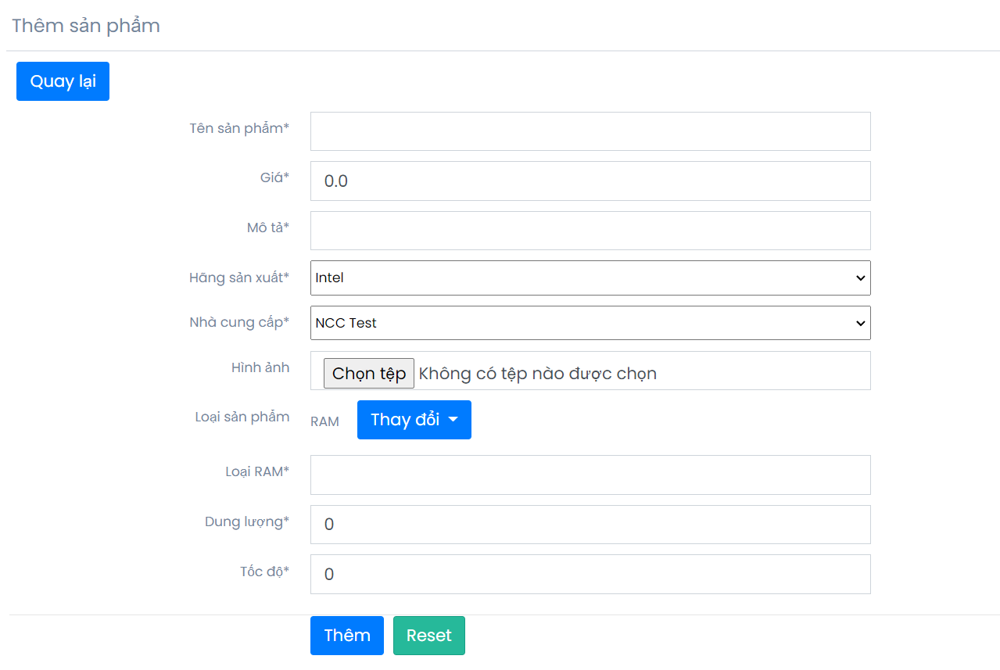 Thêm sản phẩm
Quay lại
Tên sản phẩm*
Giá* 0.0
Mô tả*
Hãng sản xuất* Intel
Nhà cung cấp* NCC Test
Hình ảnh Chọn tệp Không có tệp nào được chọn
Loại sản phẩm RAM Thay đổi
Loại RAM*
Dung lượng* 0
Tốc độ* 0
Thêm Reset